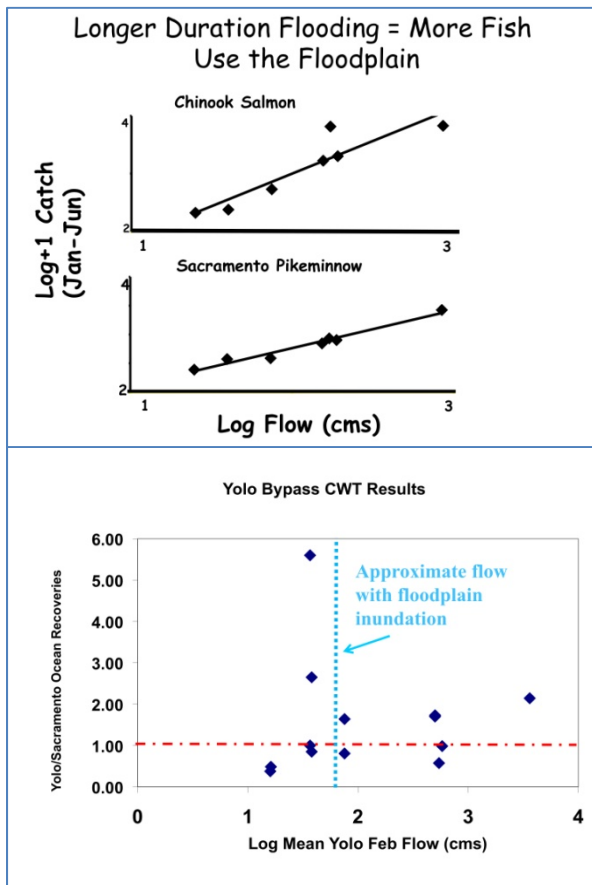 Longer Duration Flooding = More Fish
Use the Floodplain
Chinook Salmon
4
2
1
3
Log+1 Catch
(Jan-Jun)
Sacramento Pikeminnow
4
2
1
3
Log Flow (cms)
Yolo Bypass CWT Results
Yolo/Sacramento Ocean Recoveries
6.00
5.00
4.00
3.00
2.00
1.00
0.00
Approximate flow
with floodplain
inundation
0
1
2
3
4
Log Mean Yolo Feb Flow (cms)